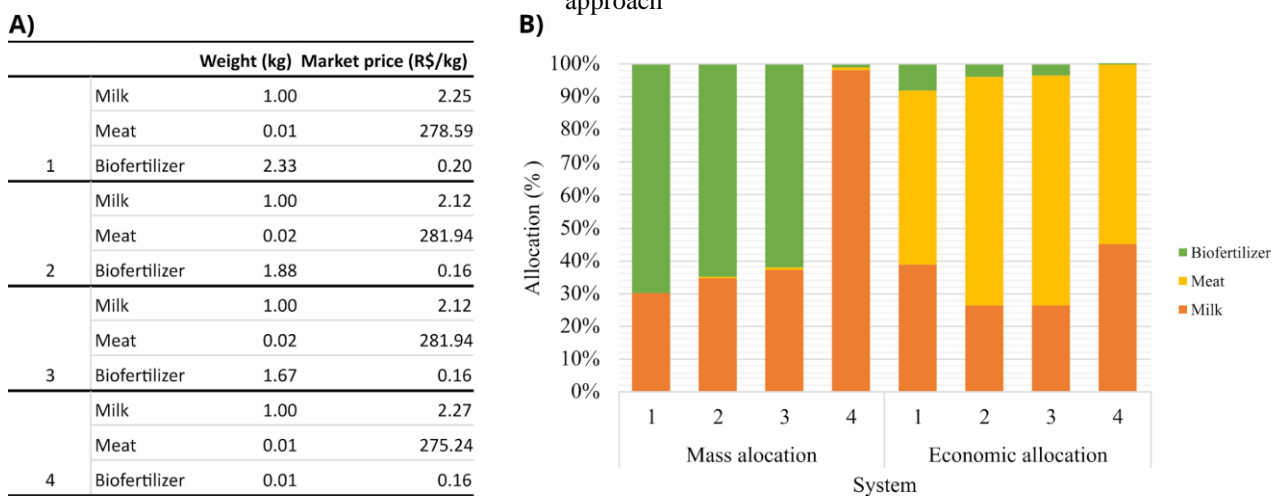 approach
A)
Weight (kg) Market price (R$/kg)
Milk 1.00 2.25
Meat 0.01 278.59
1 Biofertilizer 2.33 0.20
Milk 1.00 2.12
Meat 0.02 281.94
2 Biofertilizer 1.88 0.16
Milk 1.00 2.12
Meat 0.02 281.94
3 Biofertilizer 1.67 0.16
Milk 1.00 2.27
Meat 0.01 275.24
4 Biofertilizer 0.01 0.16
B)
Allocation (% )
100%
90%
80%
70%
60%
50%
40%
30%
20%
10%
0%
1 2 3 4 1 2 3 4
Mass alocation Economic allocation
System
Biofertilizer
Meat
Milk